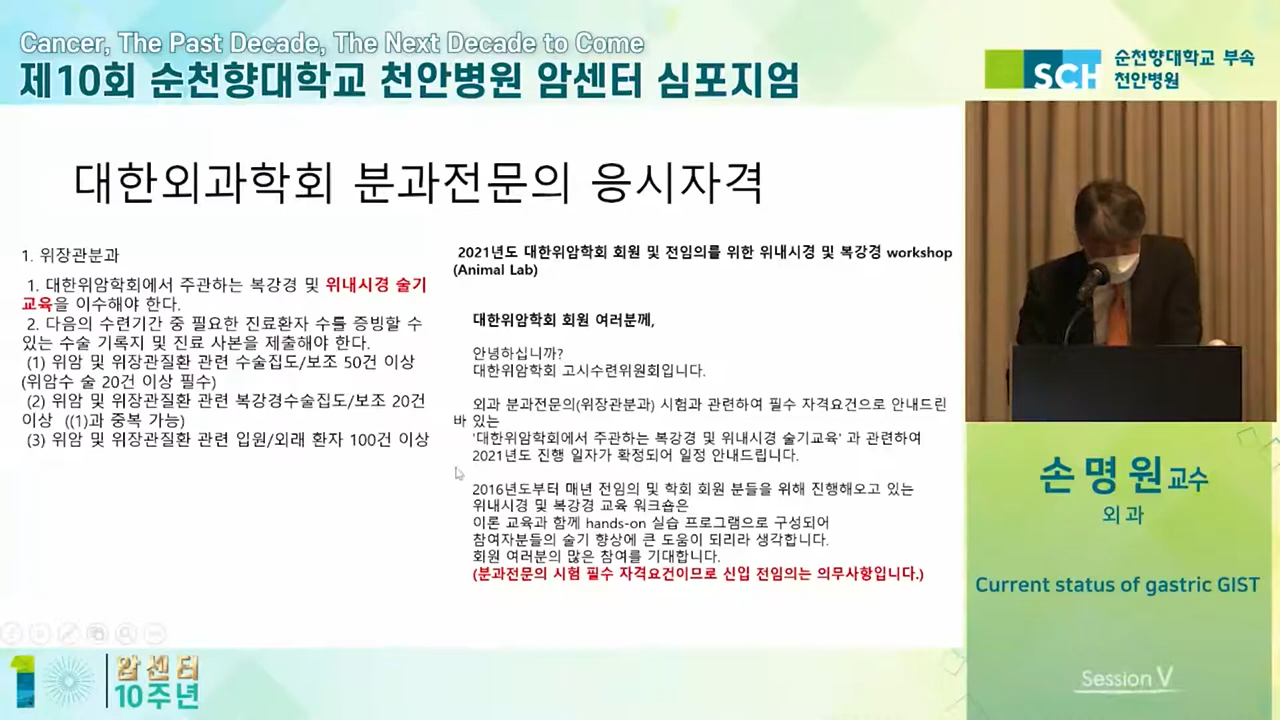 Cancer, The Past Decade, The Next Decade to Come
제10회 순천향대학교 천안병원 암센터 심포지엄
SCH
순천향대학교 부속
천안병원
대한외과학회 분과전문의 응시자격
1. 위장관분과
1. 대한위암학회에서 주관하는 복강경 및 위내시경 술기
교육을 이수해야 한다.
2. 다음의 수련기간 중 필요한 진료환자 수를 증빙할 수
있는 수술 기록지 및 진료 사본을 제출해야 한다.
(1) 위암 및 위장관질환 관련 수술집도/보조 50건 이상
(위암수 술 20건 이상 필수)
(2) 위암 및 위장관질환 관련 복강경수술집도/보조 20건
이상 ((1)과 중복 가능)
(3) 위암 및 위장관질환 관련 입원/외래 환자 100건 이상
2021년도 대한위암학회 회원 및 전임의를 위한 위내시경 및 복강경 workshop
(Animal Lab)
대한위암학회 회원 여러분께,
안녕하십니까?
대한위암학회 고시수련위원회입니다.
외과 분과전문의(위장관분과) 시험과 관련하여 필수 자격요건으로 안내드린
바 있는
'대한위암학회에서 주관하는 복강경 및 위내시경 술기교육' 과 관련하여
2021년도 진행 일자가 확정되어 일정 안내드립니다.
2016년도부터 매년 전임의 및 학회 회원 분들을 위해 진행해오고 있는
위내시경 및 복강경 교육 워크숍은
이론 교육과 함께 hands-on 실습 프로그램으로 구성되어
참여자분들의 술기 향상에 큰 도움이 되리라 생각합니다.
회원 여러분의 많은 참여를 기대합니다.
(분과전문의 시험 필수 자격요건이므로 신입 전임의는 의무사항입니다.)
손명원교수
외과
Current status of gastric GIST
Session V
10
암센터
10주년